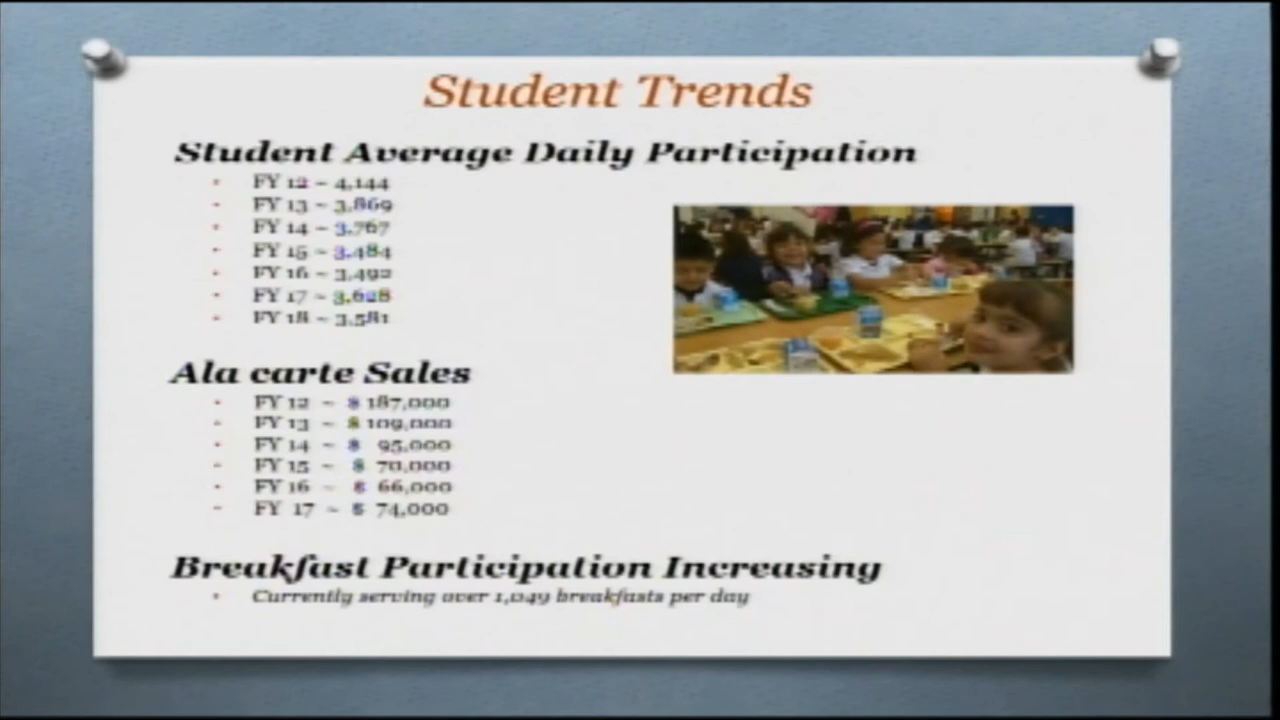 Student Trends
Student Average Daily Participation
• FY 12 ~ 4,144
• FY 13 ~ 3,869
• FY 14 ~ 3,767
• FY 15 ~ 3,484
• FY 16 ~ 3,492
• FY 17 ~ 3,628
• FY 18 ~ 3,581
Ala carte Sales
• FY 12 ~ $ 187,000
• FY 13 ~ $ 109,000
• FY 14 ~ $ 95,000
• FY 15 ~ $ 70,000
• FY 16 ~ $ 66,000
• FY 17 ~ $ 74,000
Breakfast Participation Increasing
• Currently serving over 1,049 breakfasts per day